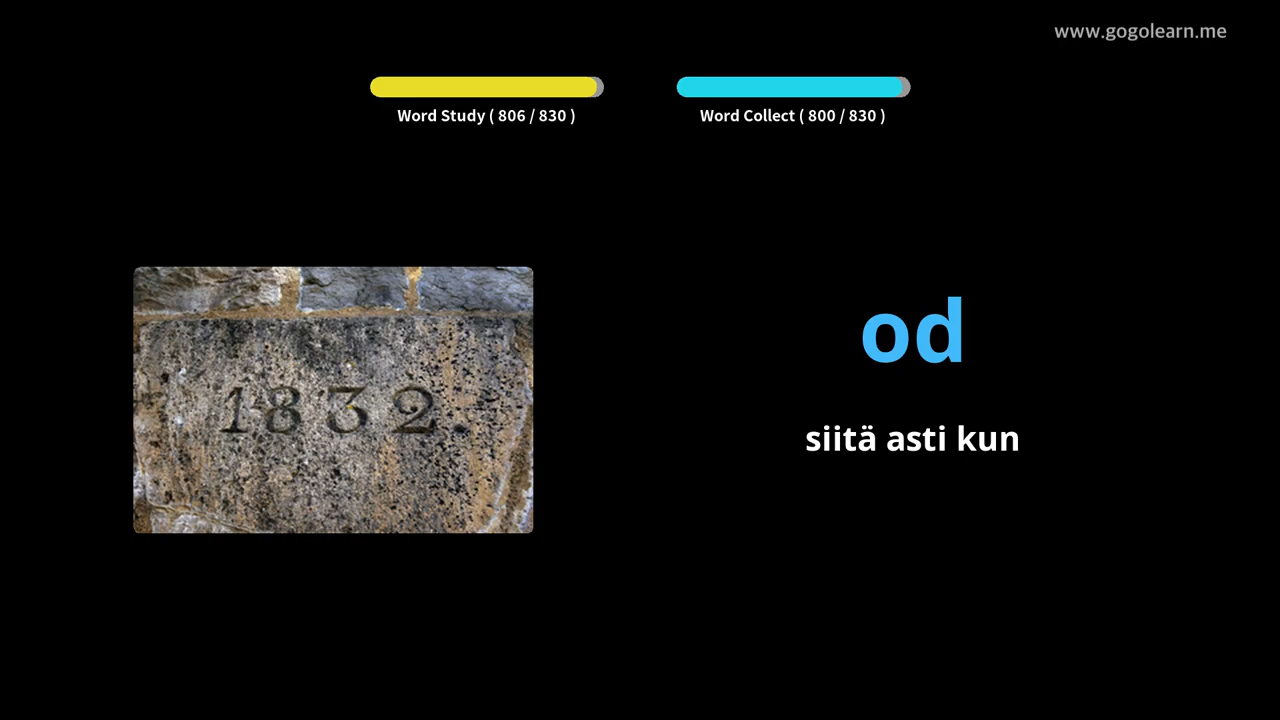 www.gogolearn.me
Word Study ( 806 / 830 )
Word Collect ( 800 / 830 )
1832.
od
siitä asti kun